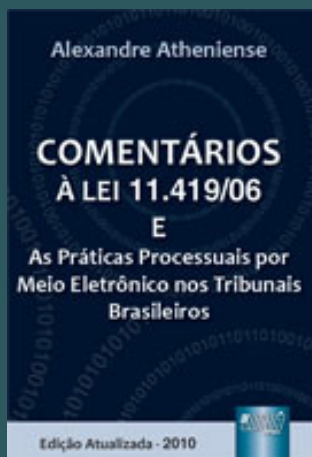 Alexandre Atheniense
COMENTÁRIOS
À LEI 11.419/06
E
As Práticas Processuais por
Meio Eletrônico nos Tribunais
Brasileiros
Edição Atualizada - 2010